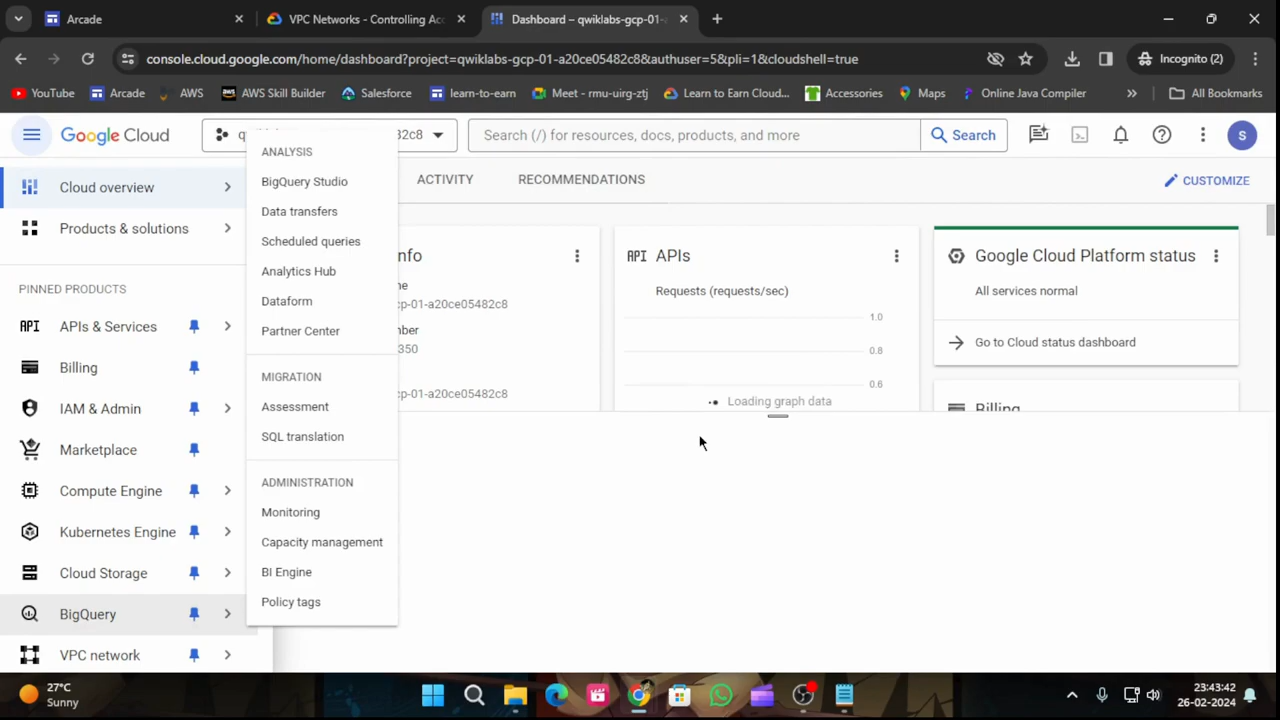 Arcade
VPC Networks - Controlling Acc
Dashboard – qwiklabs-gcp-01-
console.cloud.google.com/home/dashboard?project=qwiklabs-gcp-01-a20ce05482c8&authuser=5&pli=1&cloudshell=true
Incognito (2)
YouTube
Arcade
AWS
AWS Skill Builder
Salesforce
learn-to-earn
Meet - rmu-uirg-ztj
Learn to Earn Cloud...
Accessories
Maps
Online Java Compiler
»
All Bookmarks
Google Cloud
32c8
Search (/) for resources, docs, products, and more
Search
S
Cloud overview
Products & solutions
PINNED PRODUCTS
API APIs & Services
Billing
IAM & Admin
Marketplace
Compute Engine
Kubernetes Engine
Cloud Storage
BigQuery
VPC network
ANALYSIS
BigQuery Studio
Data transfers
Scheduled queries
Analytics Hub
Dataform
Partner Center
MIGRATION
Assessment
SQL translation
ADMINISTRATION
Monitoring
Capacity management
BI Engine
Policy tags
ACTIVITY
RECOMMENDATIONS
CUSTOMIZE
nfo
cp-01-a20ce05482c8
mber
350
cp-01-a20ce05482c8
API APIs
Requests (requests/sec)
1.0
0.8
0.6
Loading graph data
Google Cloud Platform status
All services normal
Go to Cloud status dashboard
Billing
27°C
Sunny
23:43:42
26-02-2024